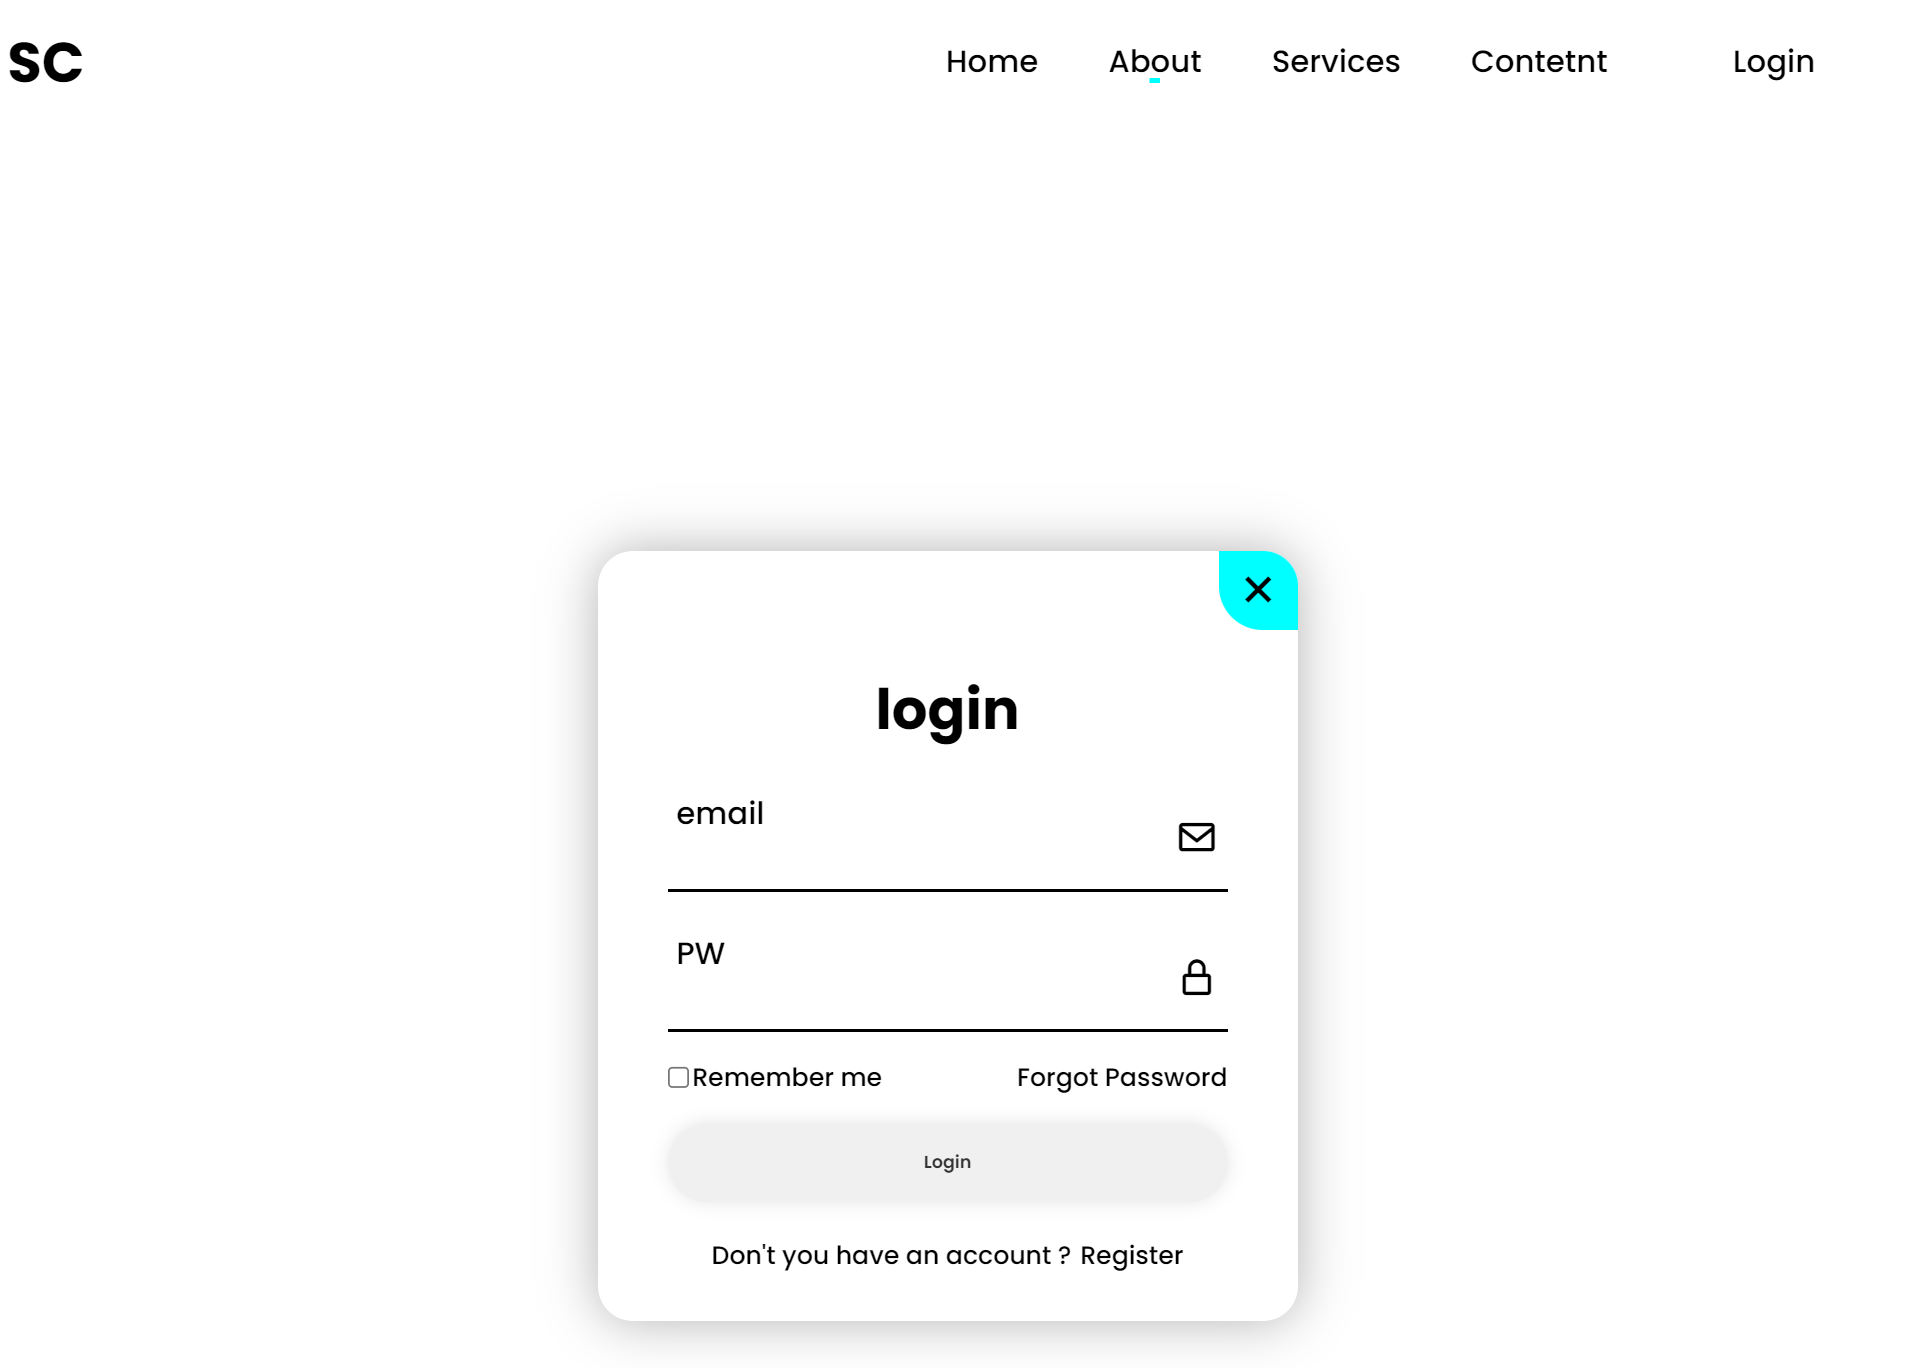 SC
Home About Services Contetnt Login
login
email
PW
Remember me Forgot Password
Login
Don't you have an account ? Register